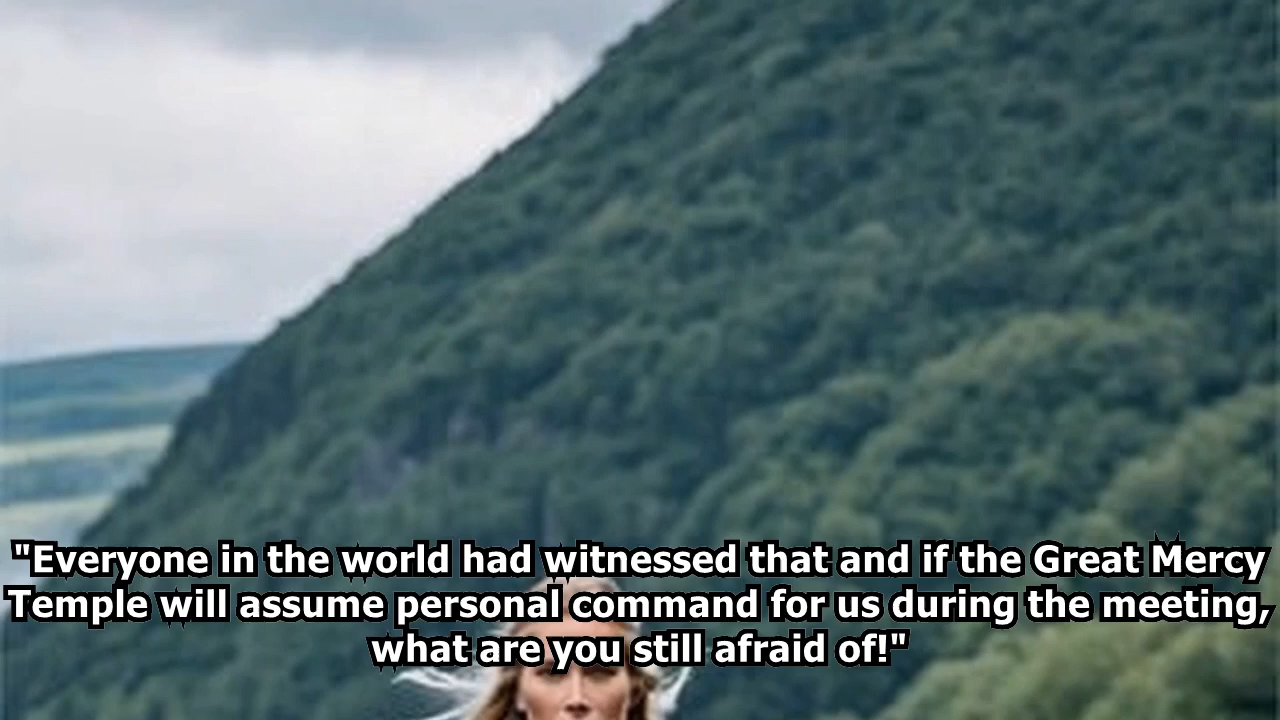 "Everyone in the world had witnessed that and if the Great Mercy
Temple will assume personal command for us during the meeting,
what are you still afraid of!"